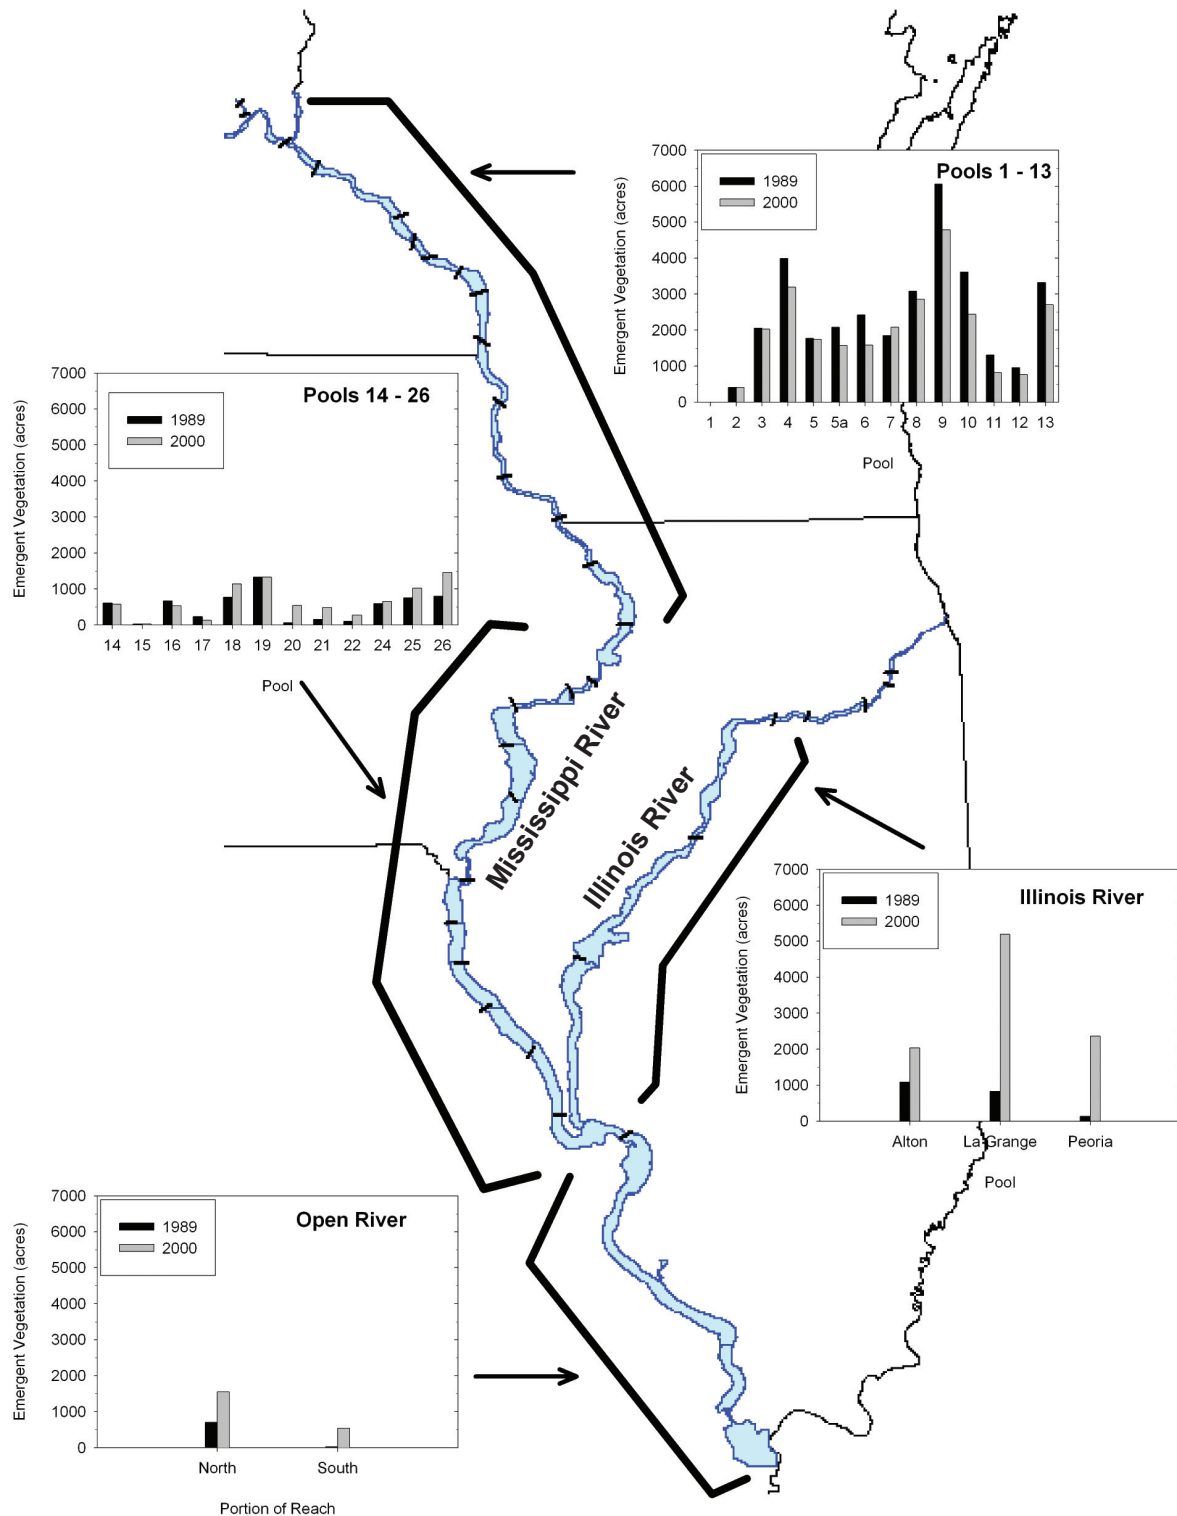 Pools 1 - 13
1989
2000
Emergent Vegetation (acres)
7000
6000
5000
4000
3000
2000
1000
0
1 2 3 4 5 5a 6 7 8 9 10 11 12 13
Pool
Pools 14 - 26
1989
2000
Emergent Vegetation (acres)
7000
6000
5000
4000
3000
2000
1000
0
14 15 16 17 18 19 20 21 22 24 25 26
Pool
Mississippi River
Illinois River
Illinois River
1989
2000
Emergent Vegetation (acres)
7000
6000
5000
4000
3000
2000
1000
0
Alton La Grange Peoria
Pool
Open River
1989
2000
Emergent Vegetation (acres)
7000
6000
5000
4000
3000
2000
1000
0
North South
Portion of Reach